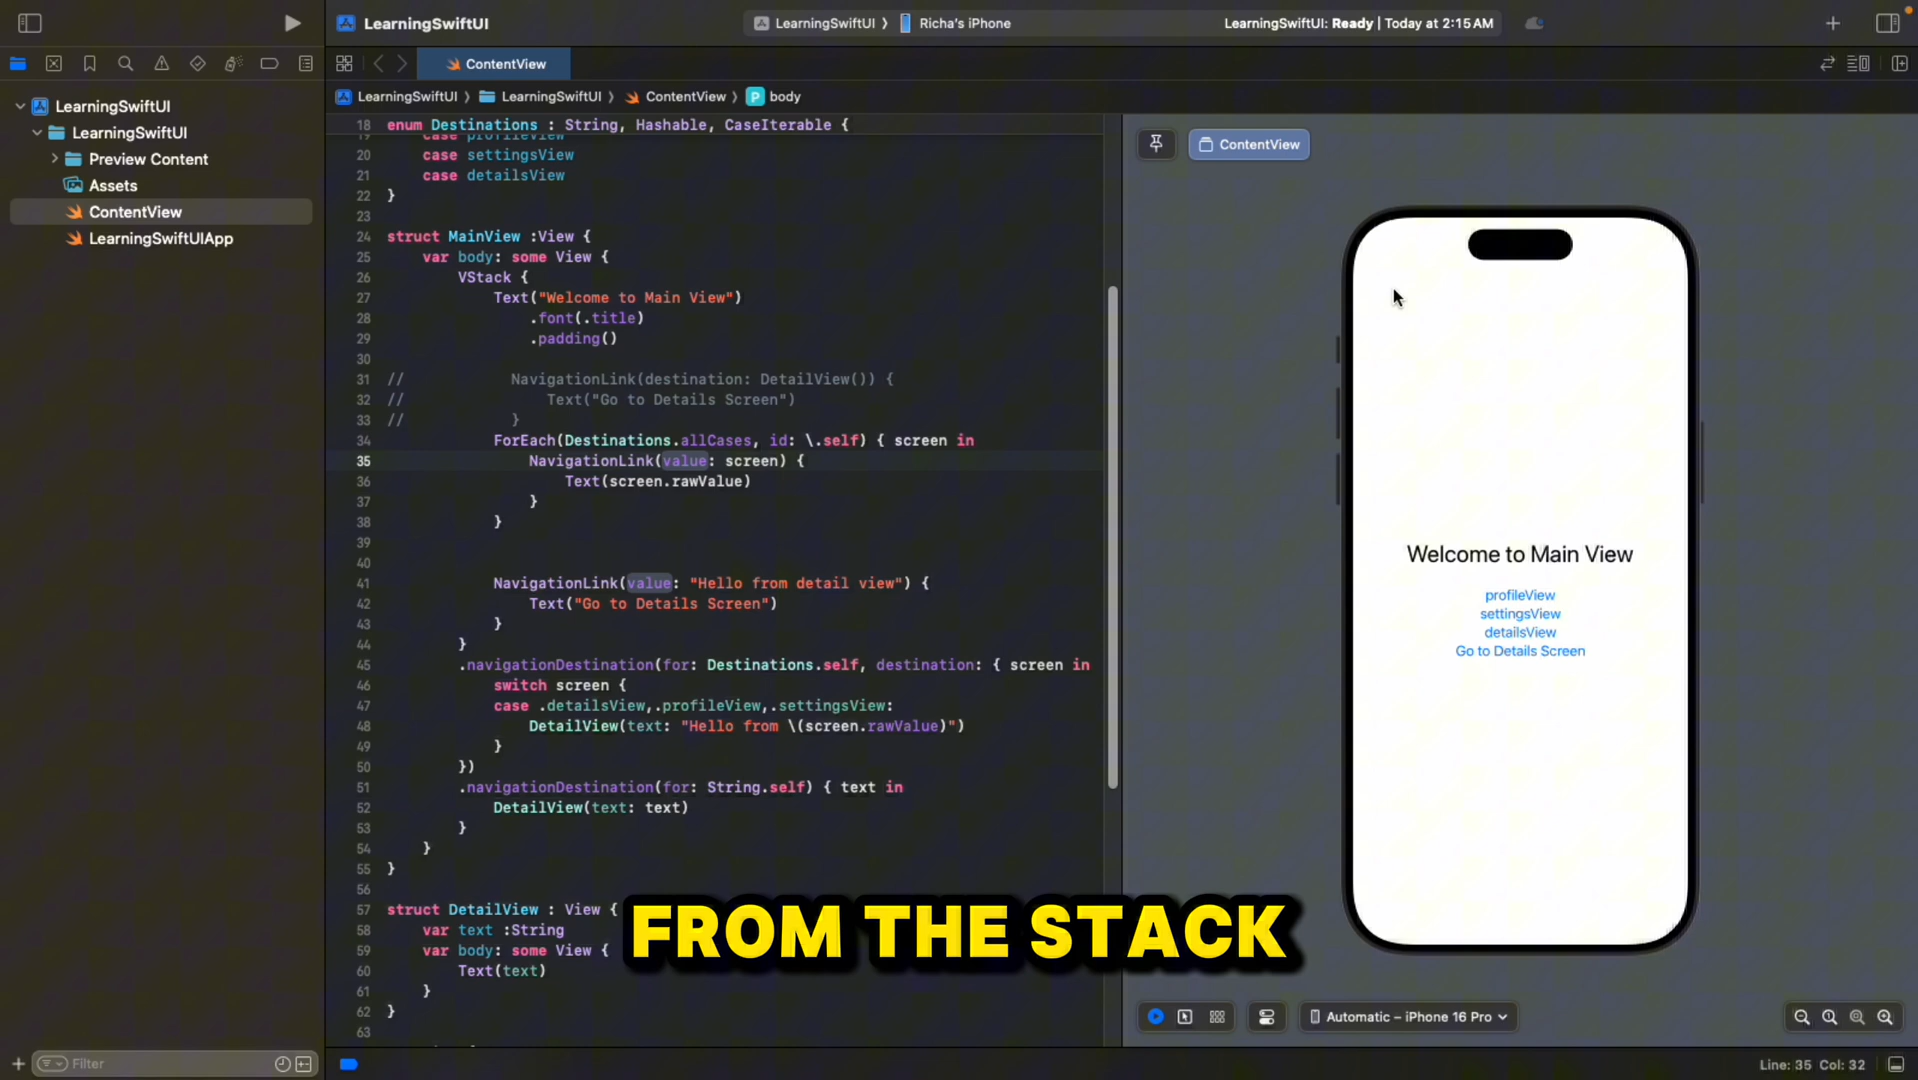 LearningSwiftUI
LearningSwiftUI 〉 Richa's iPhone
LearningSwiftUI: Ready | Today at 2:15 AM
ContentView
LearningSwiftUI
LearningSwiftUI
Preview Content
Assets
ContentView
LearningSwiftUIApp
LearningSwiftUI 〉 LearningSwiftUI 〉 ContentView 〉 P body
18 enum Destinations : String, Hashable, CaseIterable {
19 case profileView
20 case settingsView
21 case detailsView
22 }
23
24 struct MainView :View {
25 var body: some View {
26 VStack {
27 Text("Welcome to Main View")
28 .font(.title)
29 .padding()
30
31 // NavigationLink(destination: DetailView()) {
32 // Text("Go to Details Screen")
33 // }
34 ForEach(Destinations.allCases, id: \.self) { screen in
35 NavigationLink(value: screen) {
36 Text(screen.rawValue)
37 }
38 }
39
40
41 NavigationLink(value: "Hello from detail view") {
42 Text("Go to Details Screen")
43 }
44 }
45 .navigationDestination(for: Destinations.self, destination: { screen in
46 switch screen {
47 case .detailsView,.profileView,.settingsView:
48 DetailView(text: "Hello from \(screen.rawValue)")
49 }
50 })
51 .navigationDestination(for: String.self) { text in
52 DetailView(text: text)
53 }
54 }
55 }
56
57 struct DetailView : View {
58 var text :String
59 var body: some View {
60 Text(text)
61 }
62 }
63
FROM THE STACK
ContentView
Welcome to Main View
profileView
settingsView
detailsView
Go to Details Screen
Automatic – iPhone 16 Pro
Filter
Line: 35 Col: 32